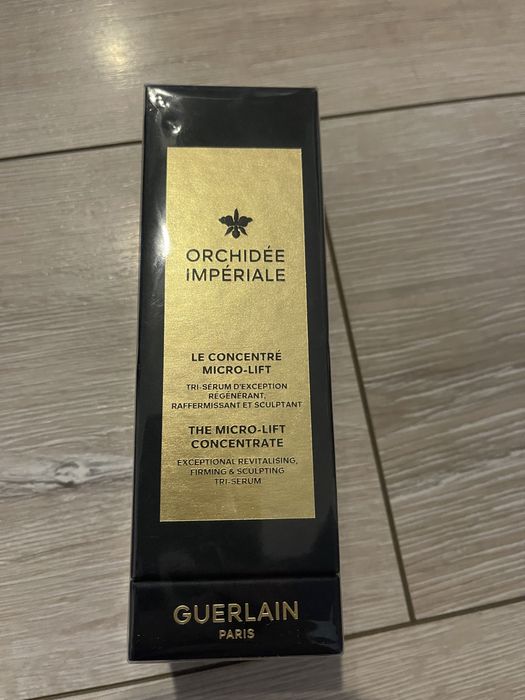 ORCHIDÉE
IMPÉRIALE
LE CONCENTRÉ
MICRO-LIFT
TRI-SÉRUM D'EXCEPTION
RÉGÉNÉRANT,
RAFFERMISSANT ET SCULPTANT
THE MICRO-LIFT
CONCENTRATE
EXCEPTIONAL REVITALISING,
FIRMING & SCULPTING
TRI-SERUM
GUERLAIN
PARIS